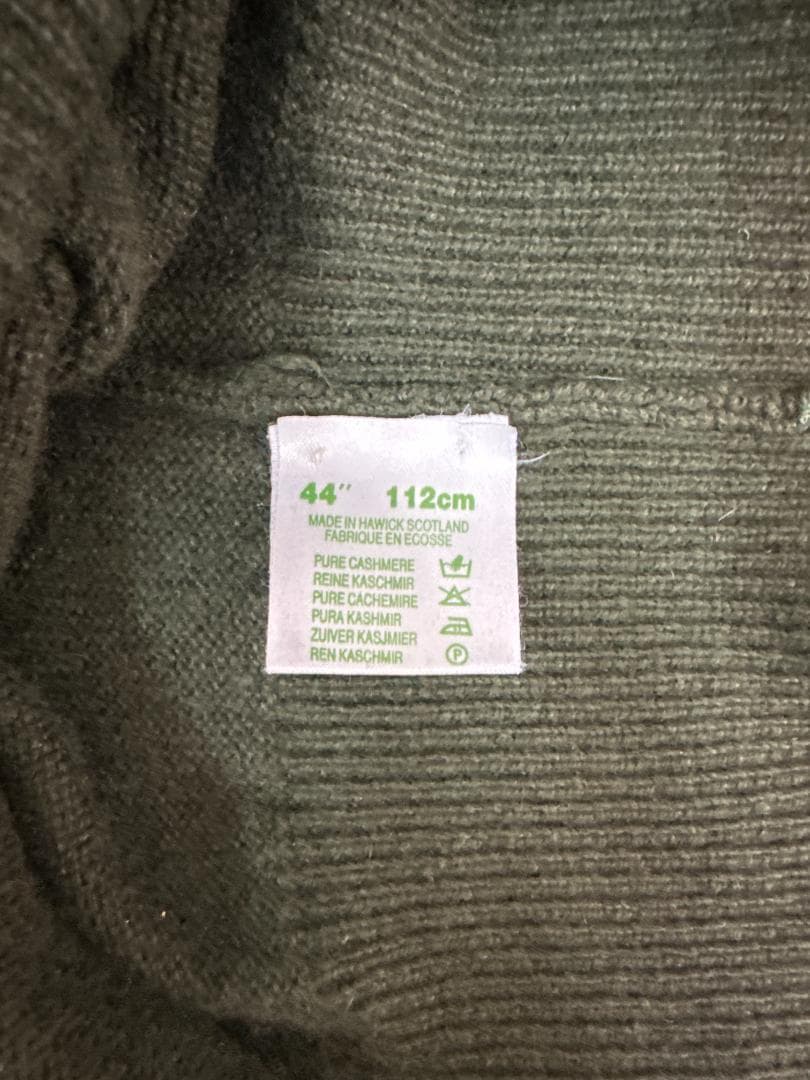 44″ 112cm
MADE IN HAWICK SCOTLAND
FABRIQUE EN ECOSSE
PURE CASHMERE
REINE KASCHMIR
PURE CACHEMIRE
PURA KASHMIR
ZUIVER KASJMIER
REN KASCHMIR
P